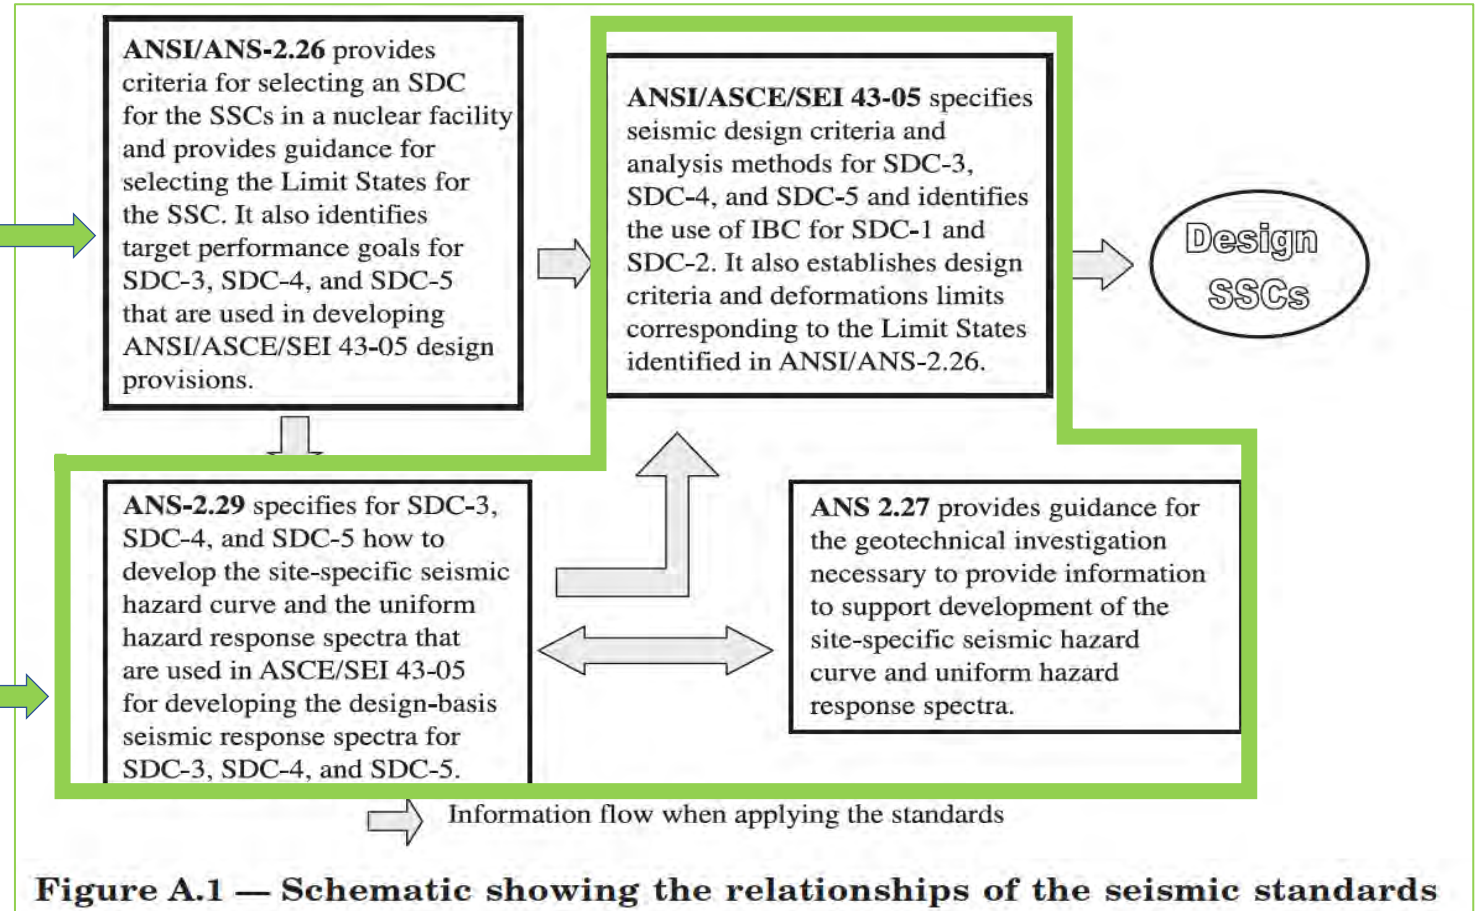 ANSI/ANS-2.26 provides
criteria for selecting an SDC
for the SSCs in a nuclear facility
and provides guidance for
selecting the Limit States for
the SSC. It also identifies
target performance goals for
SDC-3, SDC-4, and SDC-5
that are used in developing
ANSI/ASCE/SEI 43-05 design
provisions.
ANSI/ASCE/SEI 43-05 specifies
seismic design criteria and
analysis methods for SDC-3,
SDC-4, and SDC-5 and identifies
the use of IBC for SDC-1 and
SDC-2. It also establishes design
criteria and deformations limits
corresponding to the Limit States
identified in ANSI/ANS-2.26.
Design
SSCs
ANS-2.29 specifies for SDC-3,
SDC-4, and SDC-5 how to
develop the site-specific seismic
hazard curve and the uniform
hazard response spectra that
are used in ASCE/SEI 43-05
for developing the design-basis
seismic response spectra for
SDC-3, SDC-4, and SDC-5.
ANS 2.27 provides guidance for
the geotechnical investigation
necessary to provide information
to support development of the
site-specific seismic hazard
curve and uniform hazard
response spectra.
Information flow when applying the standards
Figure A.1 — Schematic showing the relationships of the seismic standards